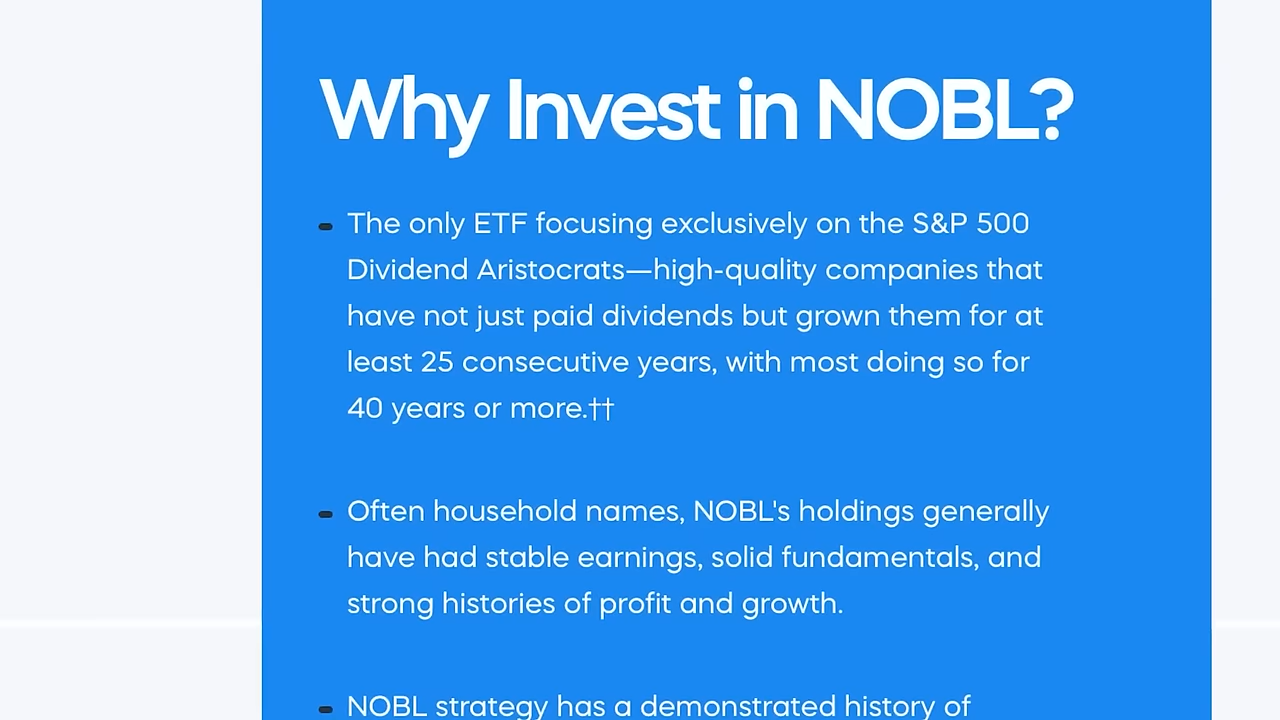 Why Invest in NOBL?
The only ETF focusing exclusively on the S&P 500
Dividend Aristocrats—high-quality companies that
have not just paid dividends but grown them for at
least 25 consecutive years, with most doing so for
40 years or more.††
Often household names, NOBL's holdings generally
have had stable earnings, solid fundamentals, and
strong histories of profit and growth.
NOBL strategy has a demonstrated history of